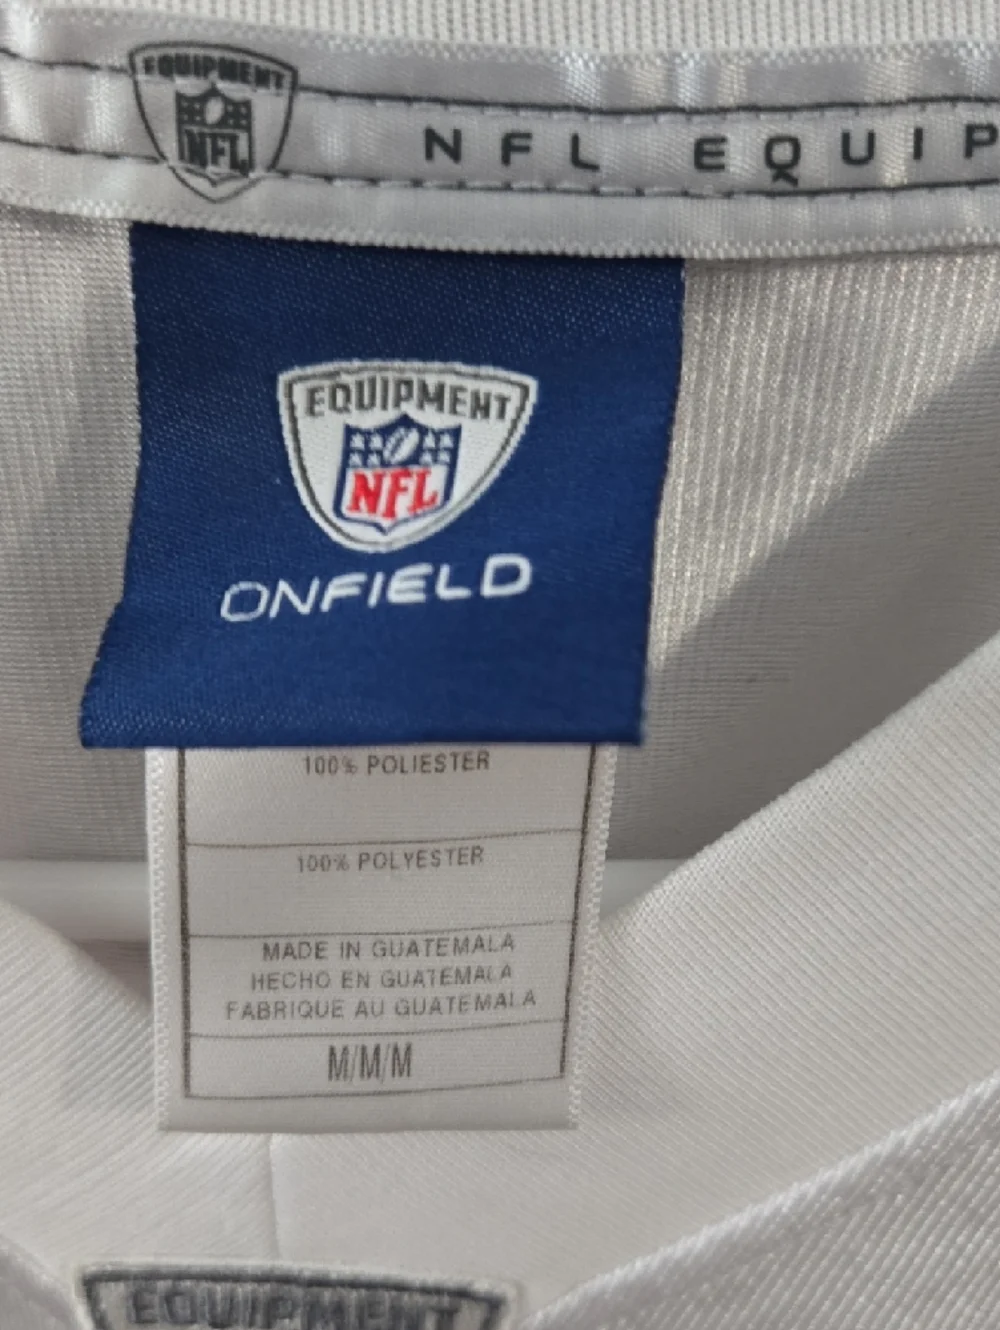 EQUIPMENT
NFL
NFL EQUIP
EQUIPMENT
NFL
ONFIELD
100% POLIESTER
100% POLYESTER
MADE IN GUATEMALA
HECHO EN GUATEMALA
FABRIQUE AU GUATEMALA
M/M/M
EQUIPMENT